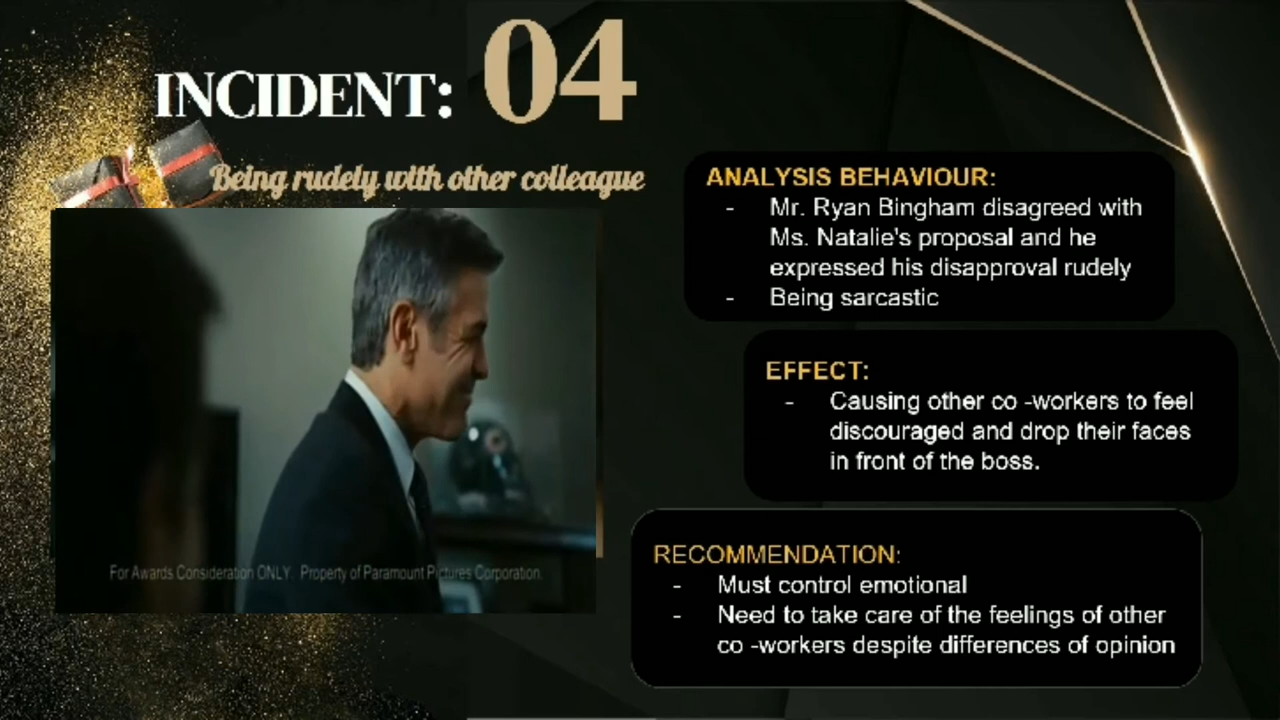 INCIDENT: 04
Being rudely with other colleague
For Awards Consideration ONLY. Property of Paramount Pictures Corporation.
ANALYSIS BEHAVIOUR:
- Mr. Ryan Bingham disagreed with
Ms. Natalie's proposal and he
expressed his disapproval rudely
- Being sarcastic
EFFECT:
- Causing other co -workers to feel
discouraged and drop their faces
in front of the boss.
RECOMMENDATION:
- Must control emotional
- Need to take care of the feelings of other
co -workers despite differences of opinion